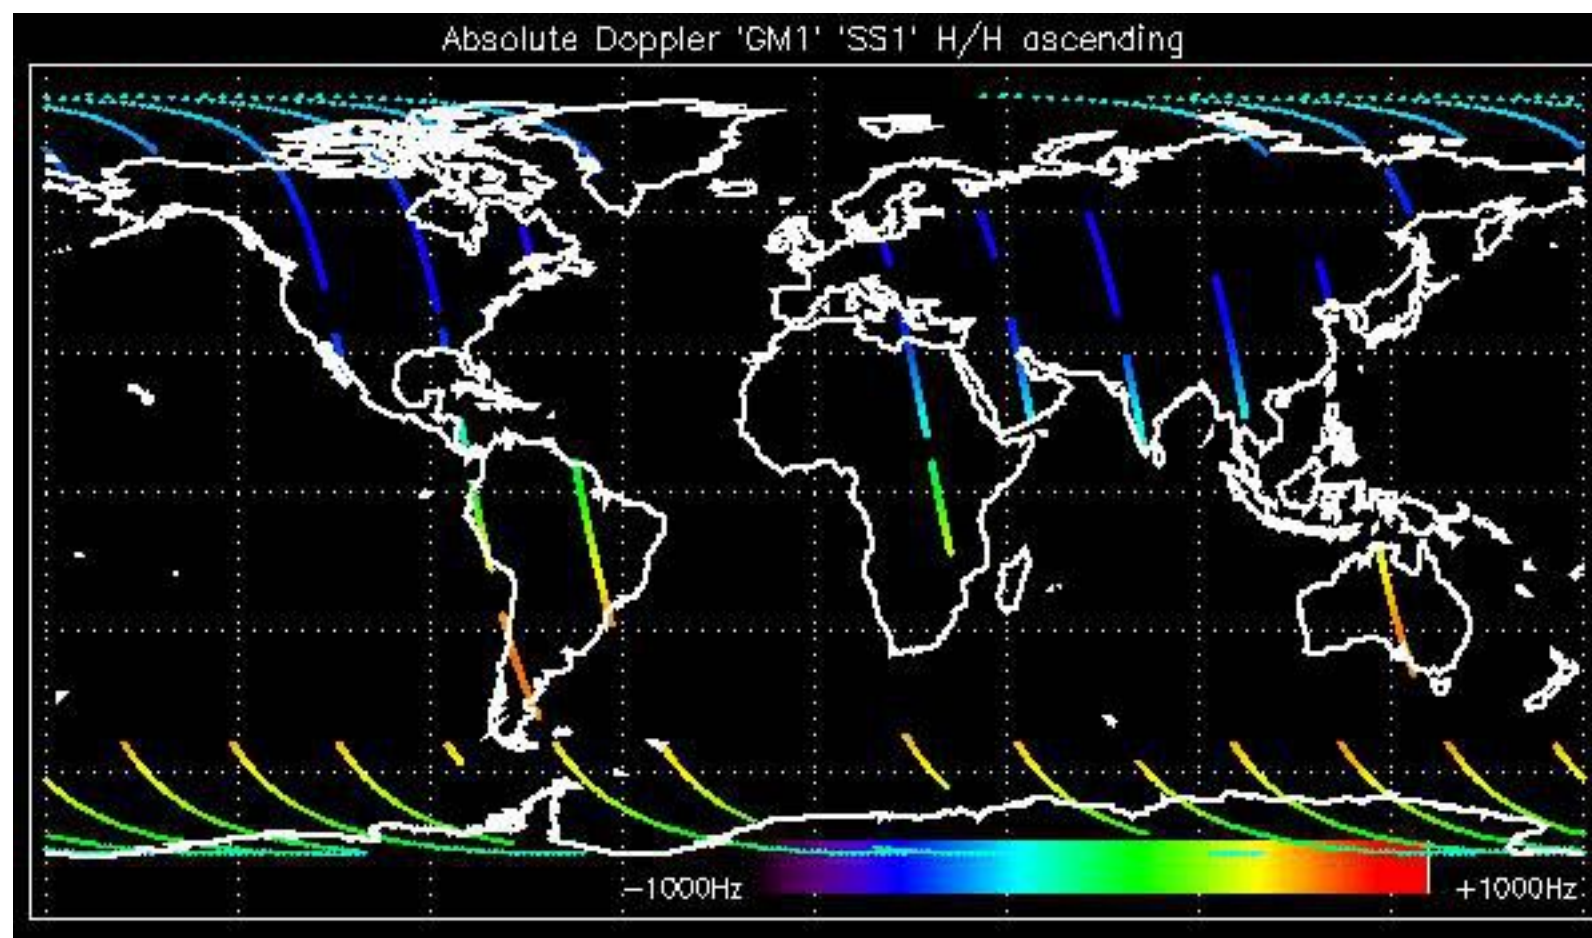 Absolute Doppler 'GM1' 'SS1' H/H ascending
-1000Hz
+1000Hz